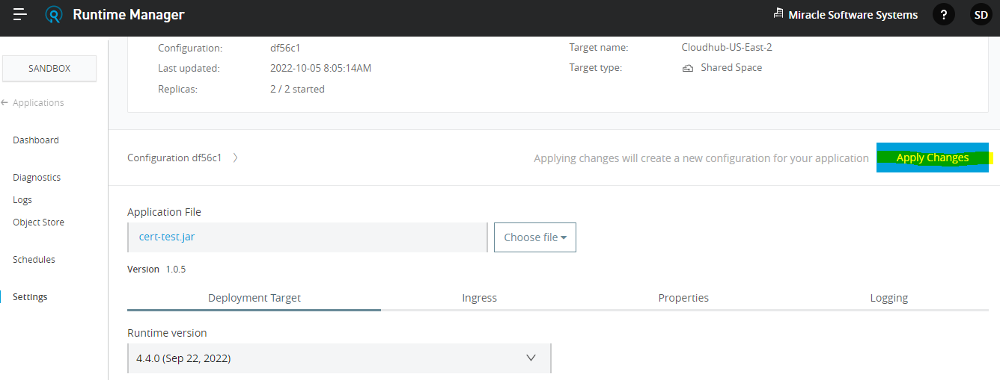 Runtime Manager
Miracle Software Systems
?
SD
SANDBOX
Applications
Dashboard
Diagnostics
Logs
Object Store
Schedules
Settings
Configuration: df56c1
Target name: Cloudhub-US-East-2
Last updated: 2022-10-05 8:05:14AM
Target type: Shared Space
Replicas: 2 / 2 started
Configuration df56c1
Applying changes will create a new configuration for your application
Apply Changes
Application File
cert-test.jar
Choose file
Version 1.0.5
Deployment Target
Ingress
Properties
Logging
Runtime version
4.4.0 (Sep 22, 2022)